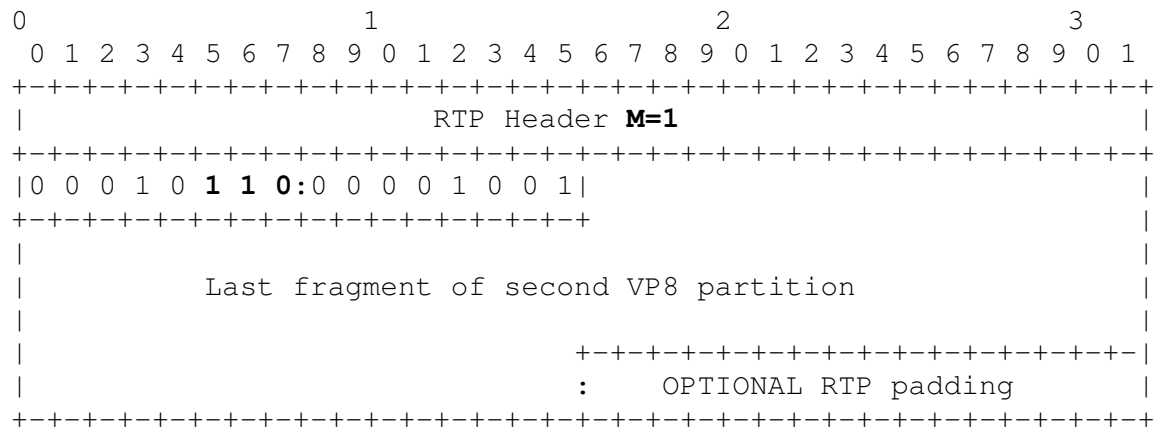 0                   1                   2                   3
 0 1 2 3 4 5 6 7 8 9 0 1 2 3 4 5 6 7 8 9 0 1 2 3 4 5 6 7 8 9 0 1
+-+-+-+-+-+-+-+-+-+-+-+-+-+-+-+-+-+-+-+-+-+-+-+-+-+-+-+-+-+-+-+-+
|                       RTP Header M=1                          |
+-+-+-+-+-+-+-+-+-+-+-+-+-+-+-+-+-+-+-+-+-+-+-+-+-+-+-+-+-+-+-+-+
|0 0 0 1 0 1 1 0:0 0 0 0 1 0 0 1|                               |
+-+-+-+-+-+-+-+-+-+-+-+-+-+-+-+-+                               |
|                                                               |
|          Last fragment of second VP8 partition                |
|                                                               |
|                               +-+-+-+-+-+-+-+-+-+-+-+-+-+-+-+-|
|                               :    OPTIONAL RTP padding       |
+-+-+-+-+-+-+-+-+-+-+-+-+-+-+-+-+-+-+-+-+-+-+-+-+-+-+-+-+-+-+-+-+